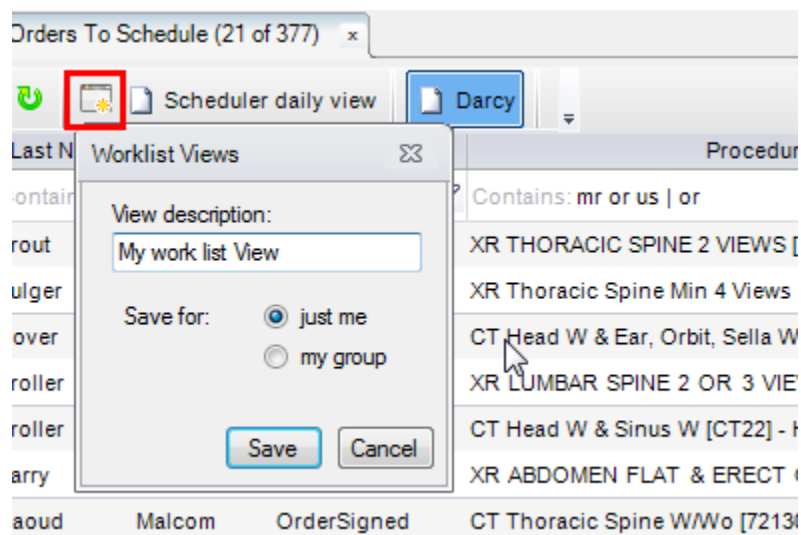 Orders To Schedule (21 of 377) x
Scheduler daily view Darcy
Last N Procedur
Worklist Views
Contains: mr or us | or
View description:
My work list View
XR THORACIC SPINE 2 VIEWS [
XR Thoracic Spine Min 4 Views
Save for: just me
my group
CT Head W & Ear, Orbit, Sella W
XR LUMBAR SPINE 2 OR 3 VIE
CT Head W & Sinus W [CT22] -
Save Cancel
XR ABDOMEN FLAT & ERECT
Malcom OrderSigned CT Thoracic Spine W/Wo [72130